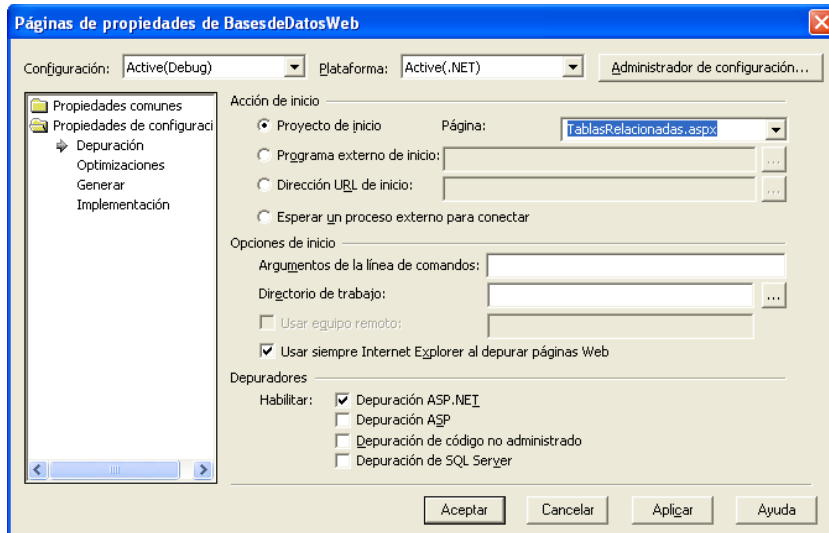 Páginas de propiedades de BasesdeDatosWeb
Configuración: Active(Debug) Plataforma: Active(.NET) Administrador de configuración...
Propiedades comunes
Propiedades de configuraci
Depuración
Optimizaciones
Generar
Implementación
Acción de inicio
Proyecto de inicio Página: TablasRelacionadas.aspx
Programa externo de inicio: ...
Dirección URL de inicio: ...
Esperar un proceso externo para conectar
Opciones de inicio
Argumentos de la línea de comandos:
Directorio de trabajo: ...
Usar equipo remoto:
Usar siempre Internet Explorer al depurar páginas Web
Depuradores
Habilitar: Depuración ASP.NET
Depuración ASP
Depuración de código no administrado
Depuración de SQL Server
Aceptar Cancelar Aplicar Ayuda